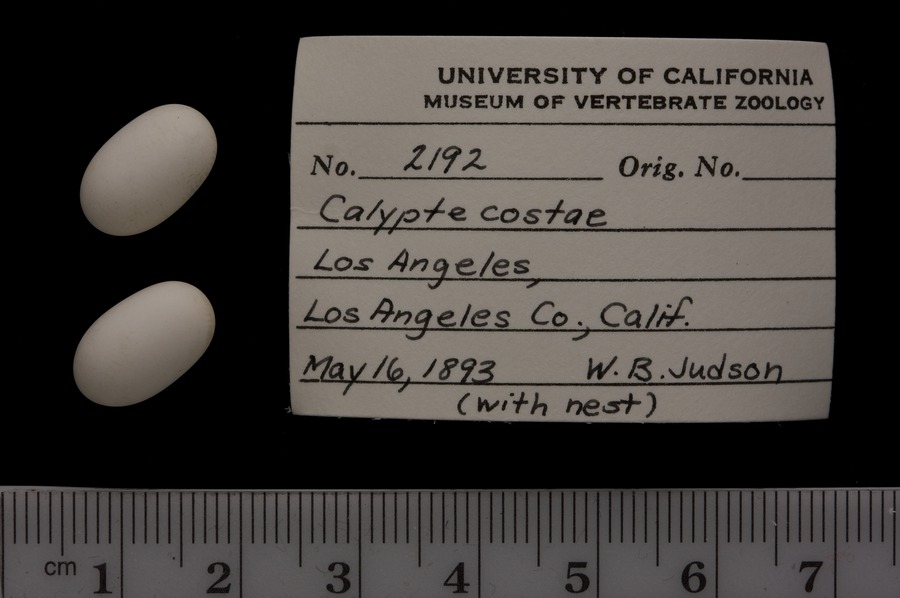 UNIVERSITY OF CALIFORNIA
MUSEUM OF VERTEBRATE ZOOLOGY
No. 2192 Orig. No.
Calypte costae
Los Angeles,
Los Angeles Co., Calif.
May 16, 1893 W. B. Judson
(with nest)
cm 1 2 3 4 5 6 7